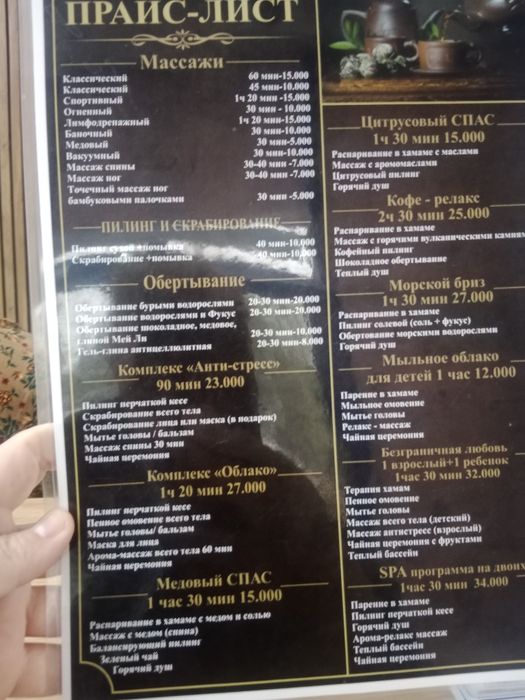 ПРАЙС-ЛИСТ
Массажи
Классический 60 мин-15.000
Классический 45 мин-10.000
Спортивный 1ч 20 мин -15.000
Огненный 30 мин - 10.000
Лимфодренажный 1ч 20 мин-15.000
Баночный 30 мин-10.000
Медовый 30 мин-5.000
Вакуумный 30 мин-10.000
Массаж спины 30-40 мин -7.000
Массаж ног 30-40 мин -7.000
Точечный массаж ног
бамбуковыми палочками 30 мин -5.000
ПИЛИНГ И СКРАБИРОВАНИЕ
Пилинг сухой +помывка 40 мин-10.000
Скрабирование +помывка 40 мин-10.000
Обертывание
Обертывание бурыми водорослями 20-30 мин-20.000
Обертывание водорослями и Фукус 20-30 мин-20.000
Обертывание шоколадное, медовое,
глиной Мей Ли 20-30 мин-10.000
Гель-глина антицеллюлитная 20-30 мин-8.000
Комплекс «Анти-стресс»
90 мин 23.000
Пилинг перчаткой кесе
Скрабирование всего тела
Скрабирование лица или маска (в подарок)
Мытье головы / бальзам
Массаж спины 30 мин
Чайная церемония
Комплекс «Облако»
1ч 20 мин 27.000
Пилинг перчаткой кесе
Пенное омовение всего тела
Мытье головы/ бальзам
Маска для лица
Арома-массаж всего тела 60 мин
Чайная церемония
Медовый СПАС
1 час 30 мин 15.000
Распаривание в хамаме с медом и солью
Массаж с медом (спина)
Балансирующий пилинг
Зеленый чай
Горячий душ
Цитрусовый СПАС
1ч 30 мин 15.000
Распаривание в хамаме с маслами
Массаж с аромомаслами
Цитрусовый пилинг
Горячий душ
Кофе - релакс
2ч 30 мин 25.000
Распаривание в хамаме
Массаж с горячими вулканическими камнями
Кофейный пилинг
Шоколадное обертывание
Теплый душ
Морской бриз
1ч 30 мин 27.000
Распаривание в хамаме
Пилинг солевой (соль + фукус)
Обертывание морскими водорослями
Горячий душ
Мыльное облако
для детей 1 час 12.000
Парение в хамаме
Мыльное омовение
Мытье головы
Релакс - массаж
Чайная церемония
Безграничная любовь
1 взрослый+1 ребенок
1час 30 мин 32.000
Терапия хамам
Пенное омовение
Мытье головы
Массаж всего тела (детский)
Массаж антистресс (взрослый)
Чайная церемония с фруктами
Теплый бассейн
SPA программа на двоих
1час 30 мин 34.000
Парение в хамаме
Пилинг перчаткой кесе
Горячий душ
Арома-релакс массаж
Теплый бассейн
Чайная церемония